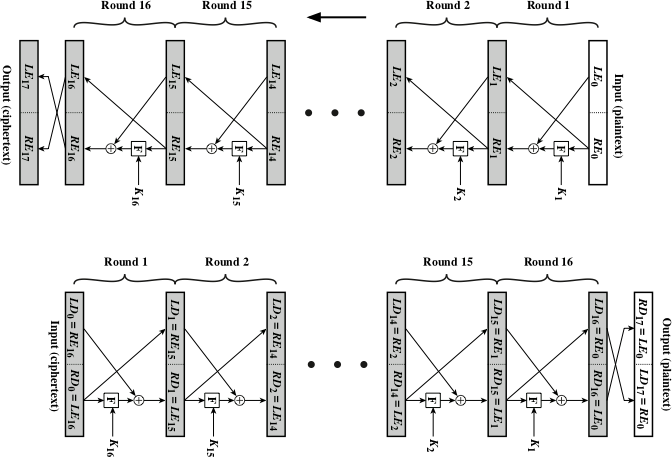 Round 16
Round 15
Round 2
Round 1
Output (ciphertext)
LE17
RE17
LE16
RE16
LE15
RE15
LE14
RE14
LE2
RE2
LE1
RE1
LE0
RE0
Input (plaintext)
F
F
F
F
K16
K15
K2
K1
Round 1
Round 2
Round 15
Round 16
Input (ciphertext)
LD0 = RE16
RD0 = LE16
LD1 = RE15
RD1 = LE15
LD2 = RE14
RD2 = LE14
LD14 = RE2
RD14 = LE2
LD15 = RE1
RD15 = LE1
LD16 = RE0
RD16 = LE0
RD17 = LE0
LD17 = RE0
Output (plaintext)
F
F
F
F
K16
K15
K2
K1